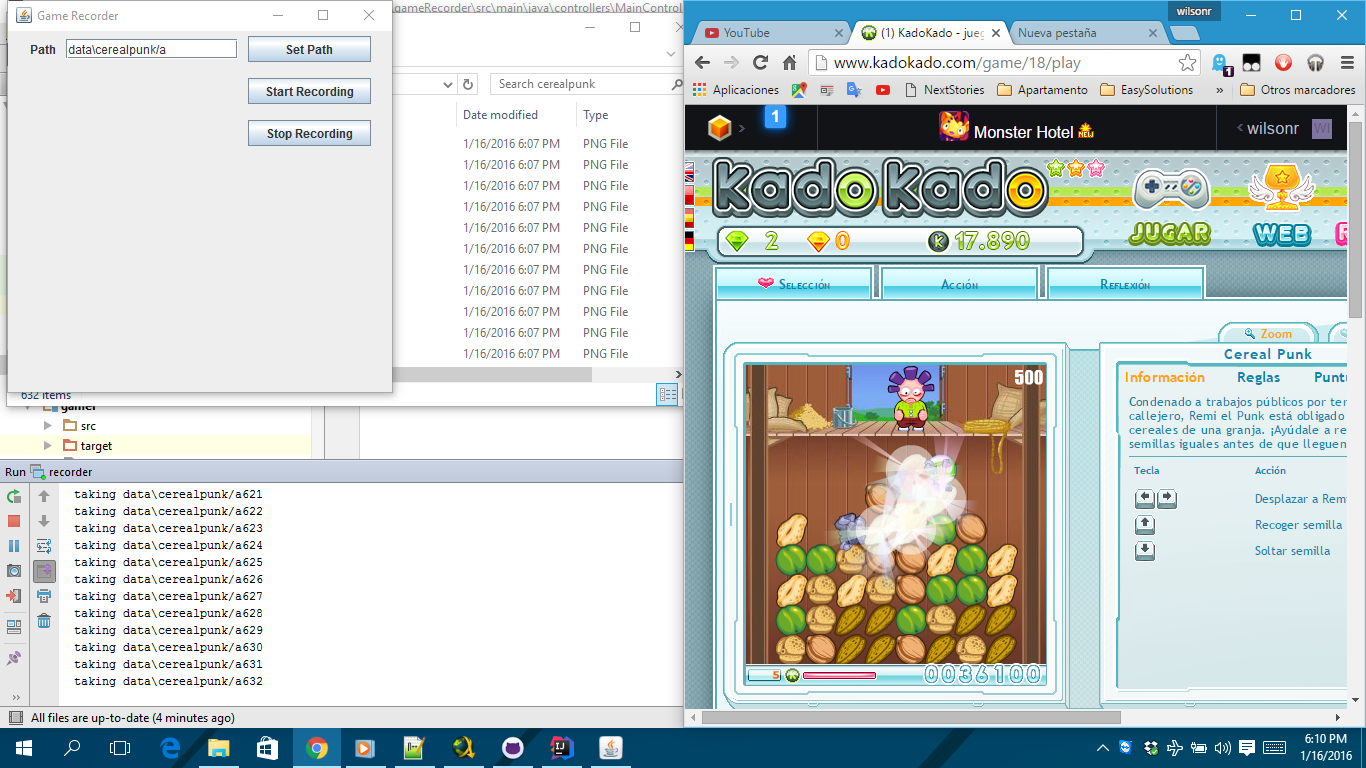 Game Recorder
Path data\cerealpunk/a Set Path
Start Recording
Stop Recording
gameRecorder\src\main\java\controllers\MainControl
Search cerealpunk
Date modified Type
1/16/2016 6:07 PM PNG File
1/16/2016 6:07 PM PNG File
1/16/2016 6:07 PM PNG File
1/16/2016 6:07 PM PNG File
1/16/2016 6:07 PM PNG File
1/16/2016 6:07 PM PNG File
1/16/2016 6:07 PM PNG File
1/16/2016 6:07 PM PNG File
1/16/2016 6:07 PM PNG File
1/16/2016 6:07 PM PNG File
1/16/2016 6:07 PM PNG File
632 items
gamer
src
target
Run recorder
taking data\cerealpunk/a621
taking data\cerealpunk/a622
taking data\cerealpunk/a623
taking data\cerealpunk/a624
taking data\cerealpunk/a625
taking data\cerealpunk/a626
taking data\cerealpunk/a627
taking data\cerealpunk/a628
taking data\cerealpunk/a629
taking data\cerealpunk/a630
taking data\cerealpunk/a631
taking data\cerealpunk/a632
All files are up-to-date (4 minutes ago)
wilsonr
YouTube (1) KadoKado - jueg Nueva pestaña
www.kadokado.com/game/18/play
1
Aplicaciones NextStories Apartamento EasySolutions » Otros marcadores
1 Monster Hotel NEW wilsonr WI
KadoKado
JUGAR WEB R
2 0 K 17.890
Selección Acción Reflexión
Zoom
Cereal Punk
Información Reglas Puntu
Condenado a trabajos públicos por ter
callejero, Remi el Punk está obligado
cereales de una granja. ¡Ayúdale a re
semillas iguales antes de que lleguen
Tecla Acción
Desplazar a Rem
Recoger semilla
Soltar semilla
500
5 0036100
6:10 PM
1/16/2016